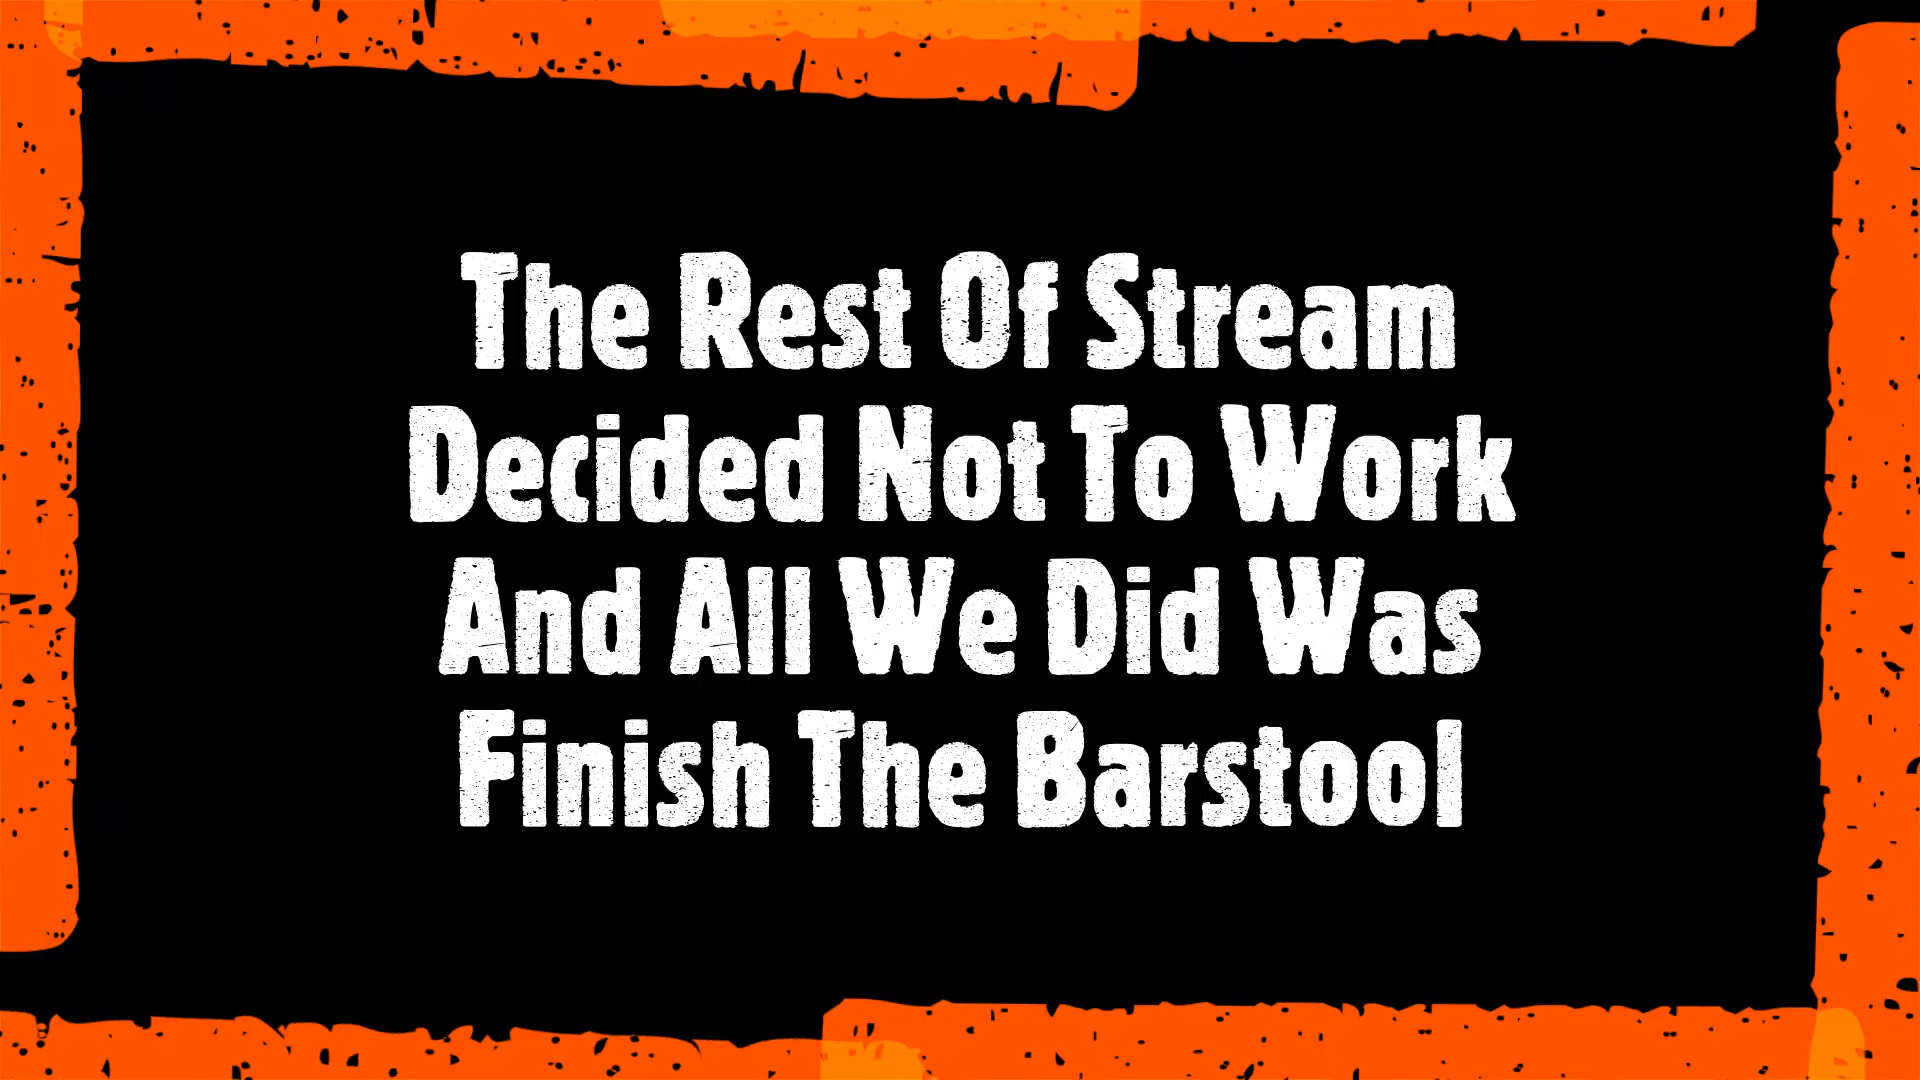 The Rest Of Stream
Decided Not To Work
And All We Did Was
Finish The Barstool